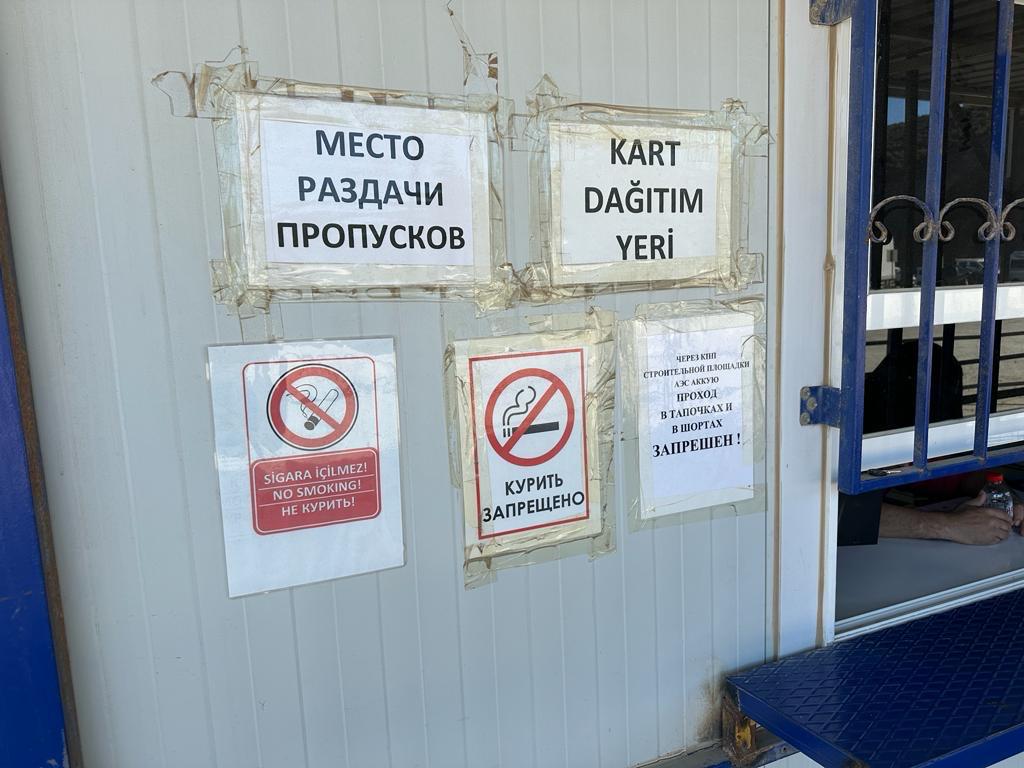 МЕСТО
РАЗДАЧИ
ПРОПУСКОВ
KART
DAĞITIM
YERİ
SİGARA İÇİLMEZ!
NO SMOKING!
НЕ КУРИТЬ!
КУРИТЬ
ЗАПРЕЩЕНО
ЧЕРЕЗ КПП
СТРОИТЕЛЬНОЙ ПЛОЩАДКИ
АЭС АККУЮ
ПРОХОД
В ТАПОЧКАХ И
В ШОРТАХ
ЗАПРЕШЕН !